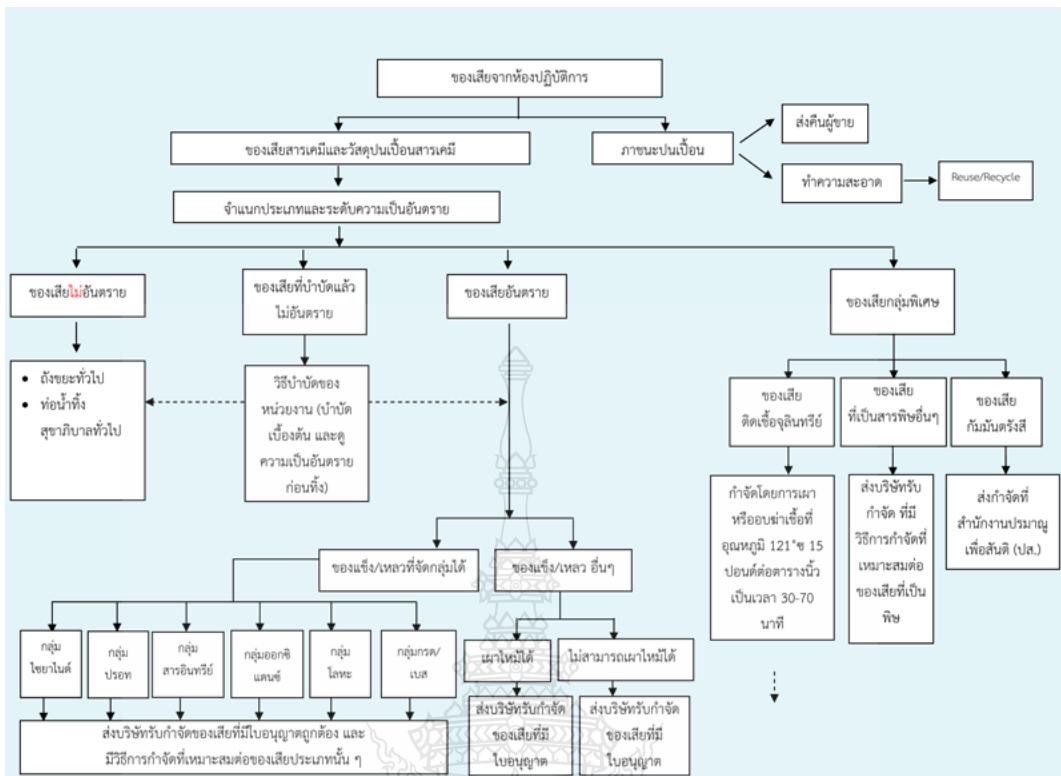 ของเสียจากห้องปฏิบัติการ
ของเสียสารเคมีและวัสดุปนเปื้อนสารเคมี
ภาชนะปนเปื้อน
ส่งคืนผู้ขาย
ทำความสะอาด
Reuse/Recycle
จำแนกประเภทและระดับความเป็นอันตราย
ของเสียไม่อันตราย
ของเสียที่บำบัดแล้ว
ไม่อันตราย
ของเสียอันตราย
ของเสียกลุ่มพิเศษ
• ถังขยะทั่วไป
• ท่อน้ำทิ้ง
สุขาภิบาลทั่วไป
วิธีบำบัดของ
หน่วยงาน (บำบัด
เบื้องต้น และดู
ความเป็นอันตราย
ก่อนทิ้ง)
ของเสีย
ติดเชื้อจุลินทรีย์
ของเสีย
ที่เป็นสารพิษอื่นๆ
ของเสีย
กัมมันตรังสี
กำจัดโดยการเผา
หรืออบฆ่าเชื้อที่
อุณหภูมิ 121°ซ 15
ปอนด์ต่อตารางนิ้ว
เป็นเวลา 30-70
นาที
ส่งบริษัทรับ
กำจัด ที่มี
วิธีการกำจัดที่
เหมาะสมต่อ
ของเสียที่เป็น
พิษ
ส่งกำจัดที่
สำนักงานปรมาณู
เพื่อสันติ (ปส.)
ของแข็ง/เหลวที่จัดกลุ่มได้
ของแข็ง/เหลว อื่นๆ
กลุ่ม
ไซยาไนด์
กลุ่ม
ปรอท
กลุ่ม
สารอินทรีย์
กลุ่มออกซิ
แดนซ์
กลุ่ม
โลหะ
กลุ่มกรด/
เบส
เผาไหม้ได้
ไม่สามารถเผาไหม้ได้
ส่งบริษัทรับกำจัดของเสียที่มีใบอนุญาตถูกต้อง และ
มีวิธีการกำจัดที่เหมาะสมต่อของเสียประเภทนั้น ๆ
ส่งบริษัทรับกำจัด
ของเสียที่มี
ใบอนุญาต
ส่งบริษัทรับกำจัด
ของเสียที่มี
ใบอนุญาต